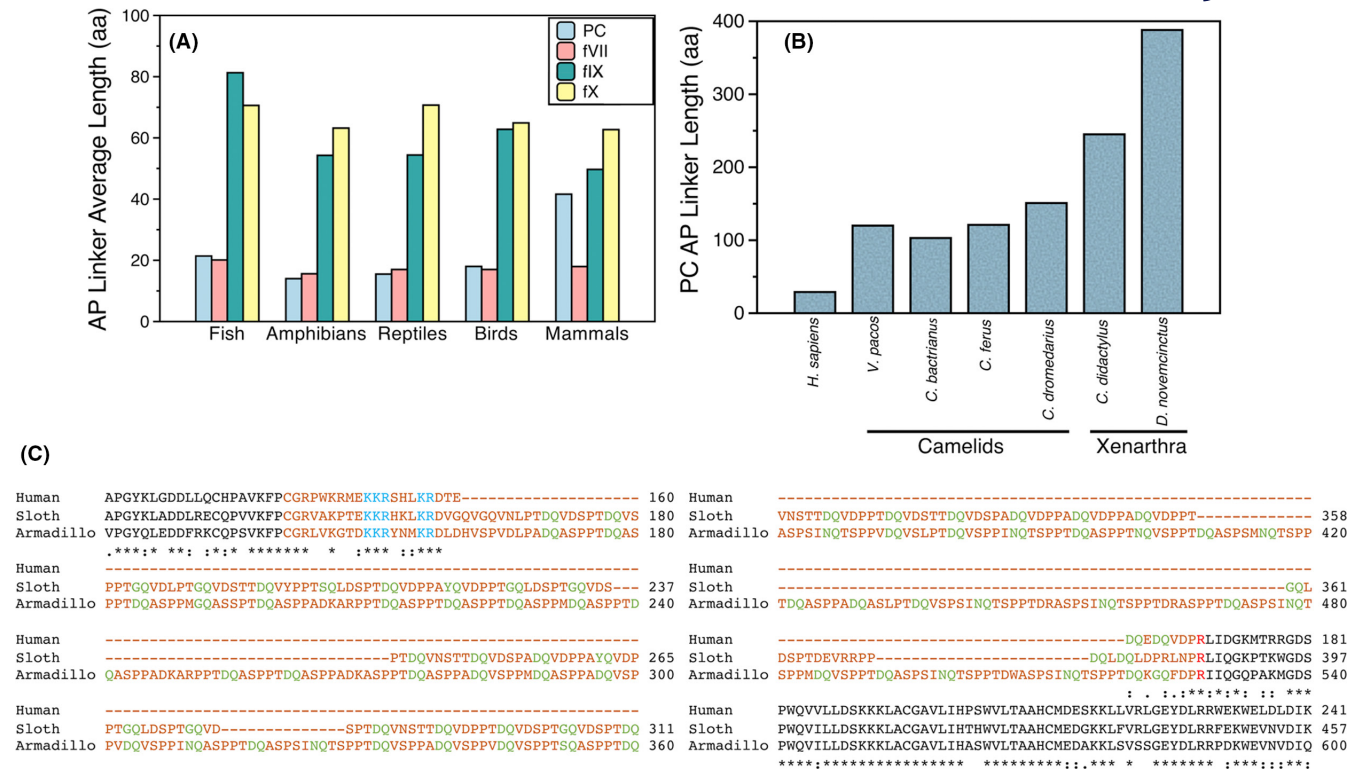 (A)
AP Linker Average Length (aa)
100
80
60
40
20
0
PC
fVII
fIX
fX
Fish Amphibians Reptiles Birds Mammals
(B)
PC AP Linker Length (aa)
400
300
200
100
0
H. sapiens
V. pacos
C. bactrianus
C. ferus
C. dromedarius
C. didactylus
D. novemcinctus
Camelids Xenarthra
(C)
Human APGYKLGDDLLQCHPAVKFPCGRPWKRMEKKRSHLKRDTE-------------------- 160
Sloth APGYQLADDLRECQPVVKFPCGRVAKPTEKKRHKLKRDVGQVGQVNLPTDQVDSPTDQVS 180
Armadillo VPGYQLEDDFRKCQPSVKFPCGRLVKGTDKKRYNMKRDLDHVSPVDLPADQASPPTDQAS 180
.***:* **: *:*: ******* * :*** ::***
Human ------------------------------------------------------------
Sloth PPTGQVDLPTGQVDSTTDQVYPPTSQLDSPTDQVDPPAYQVDPPTGQLDSPTGQVDS--- 237
Armadillo PPTDQASPPMGQASSPTDQASPPADKARPPTDQASPPTDQASPPTDQASPPMDQASPPTD 240
Human ------------------------------------------------------------
Sloth --------------------------------PTDQVNSTTDQVDSPADQVDPPAYQVDP 265
Armadillo QASPPADKARPPTDQASPPTDQASPPADKASPPTDQASPPTDQVSPPMDQASPPADQVSP 300
Human ------------------------------------------------------------
Sloth PTGQLDSPTGQVD--------------SPTDQVNSTTDQVDPPTDQVDSPTGQVDSPTDQ 311
Armadillo PVDQVSPPINQASPPTDQASPSINQTSPPTDQVSPPADQVSPPVDQVSPPTSQASPPTDQ 360
Human ------------------------------------------------------------
Sloth VNSTTDQVDPPTDQVDSTTDQVDSPADQVDPPADQVDPPADQVDPPT------------- 358
Armadillo ASPSINQTSPPVDQVSLPTDQVSPPINQTSPPTDQASPPTNQVSPPTDQASPSMNQTSPP 420
Human ------------------------------------------------------------
Sloth ---------------------------------------------------------GQL 361
Armadillo TDQASPPADQASLPTDQVSPSINQTSPPTDRASPSINQTSPPTDRASPPTDQASPSINQT 480
Human ---------------------------------------DQEDQVDPRLIDGKMTRRGDS 181
Sloth DSPTDEVRRPP------------------------DQLDQLDPRLNPRLIQGKPTKWGDS 397
Armadillo SPPMDQVSPPTDQASPSINQTSPPTDWASPSINQTSPPTDQKGQFDPRIIQGQPAKMGDS 540
: . :.:**:*:*: :: ***
Human PWQVVLLDSKKKLACGAVLIHPSWVLTAAHCMDESKKLLVRLGEYDLRRWEKWELDLDIK 241
Sloth PWQVILLDSKKKLACGAVLIHTHSWVLTAAHCMEDGKKLFVRLGEYDLRRFEKWEVNVDIK 457
Armadillo PWQVILLDSKKKLACGAVLIHISWVLTAAHCMEDAKKLSVSSGEYDLRRPDKWEVNVDIQ 600
****:**************** **********::.*** * ******* :***::::**: